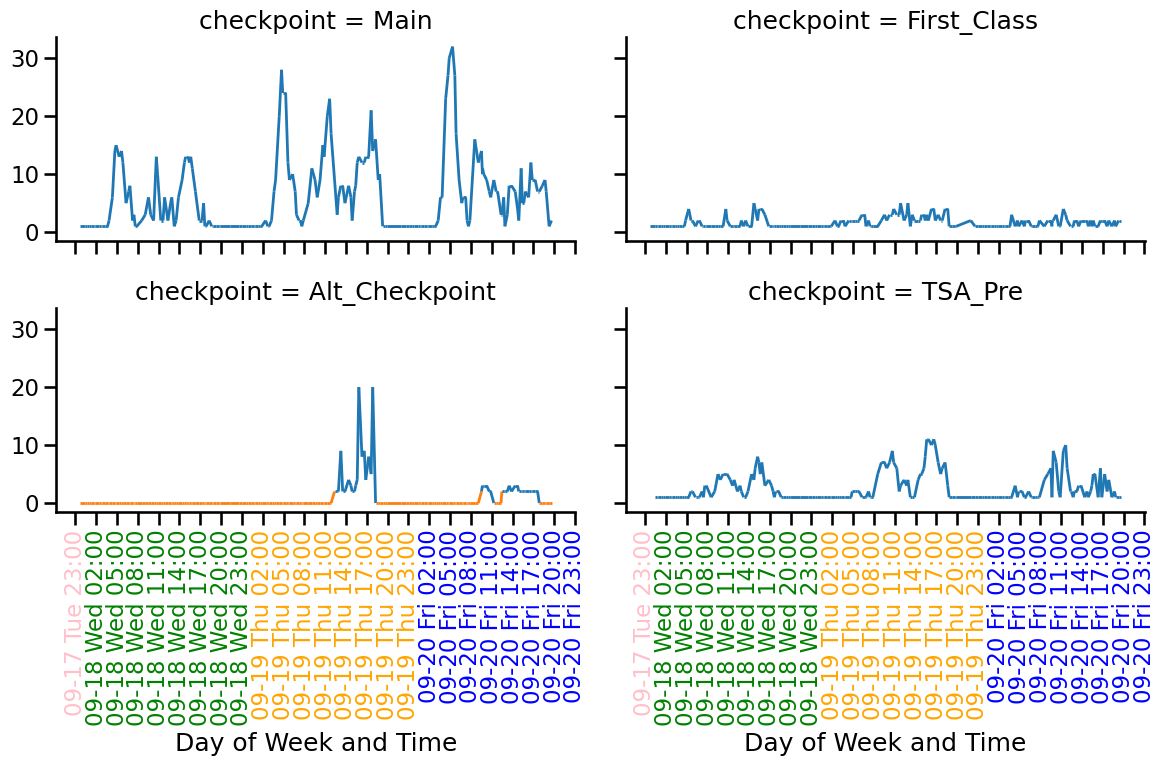 checkpoint = Main
checkpoint = First_Class
30
20
10
0
checkpoint = Alt_Checkpoint
checkpoint = TSA_Pre
30
20
10
0
09-17 Tue 23:00
09-18 Wed 02:00
09-18 Wed 05:00
09-18 Wed 08:00
09-18 Wed 11:00
09-18 Wed 14:00
09-18 Wed 17:00
09-18 Wed 20:00
09-18 Wed 23:00
09-19 Thu 02:00
09-19 Thu 05:00
09-19 Thu 08:00
09-19 Thu 11:00
09-19 Thu 14:00
09-19 Thu 17:00
09-19 Thu 20:00
09-19 Thu 23:00
09-20 Fri 02:00
09-20 Fri 05:00
09-20 Fri 08:00
09-20 Fri 11:00
09-20 Fri 14:00
09-20 Fri 17:00
09-20 Fri 20:00
09-20 Fri 23:00
Day of Week and Time
09-17 Tue 23:00
09-18 Wed 02:00
09-18 Wed 05:00
09-18 Wed 08:00
09-18 Wed 11:00
09-18 Wed 14:00
09-18 Wed 17:00
09-18 Wed 20:00
09-18 Wed 23:00
09-19 Thu 02:00
09-19 Thu 05:00
09-19 Thu 08:00
09-19 Thu 11:00
09-19 Thu 14:00
09-19 Thu 17:00
09-19 Thu 20:00
09-19 Thu 23:00
09-20 Fri 02:00
09-20 Fri 05:00
09-20 Fri 08:00
09-20 Fri 11:00
09-20 Fri 14:00
09-20 Fri 17:00
09-20 Fri 20:00
09-20 Fri 23:00
Day of Week and Time